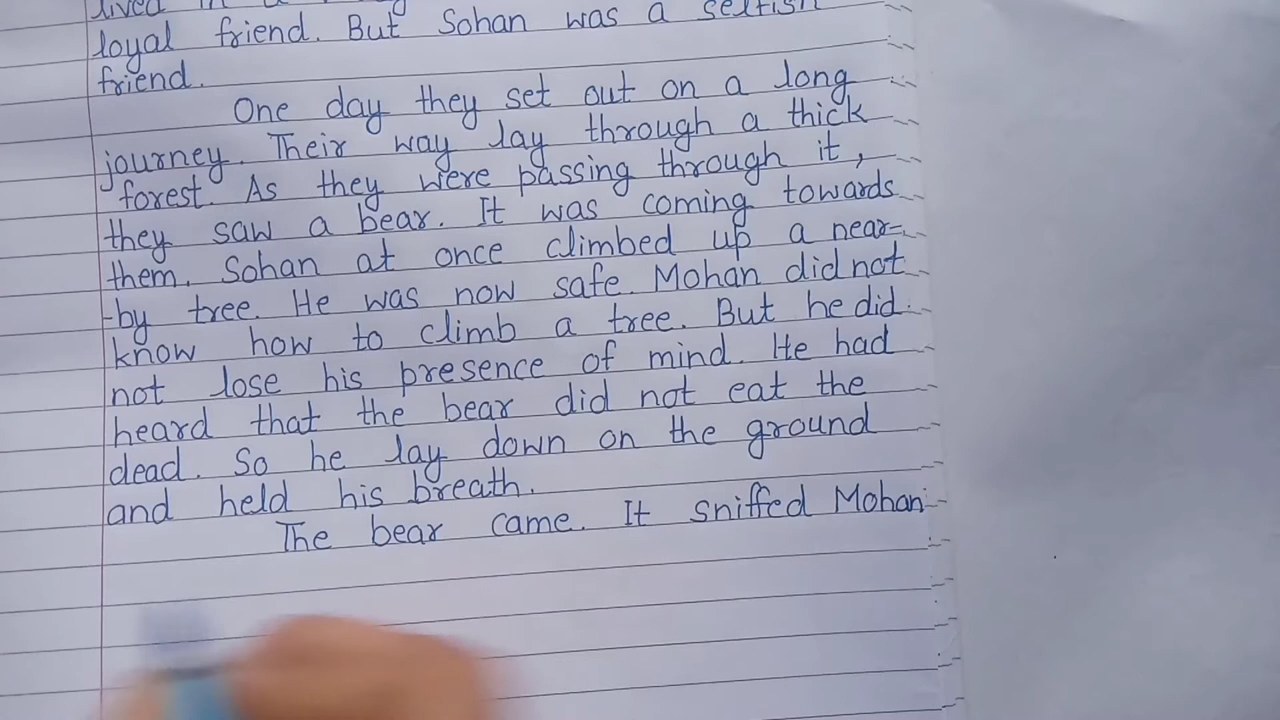 lived in a
loyal friend. But Sohan was a selfish
friend.
One day they set out on a long
journey. Their way lay through a thick
forest. As they were passing through it,
they saw a bear. It was coming towards
them. Sohan at once climbed up a near-
-by tree. He was now safe. Mohan did not
know how to climb a tree. But he did
not lose his presence of mind. He had
heard that the bear did not eat the
dead. So he lay down on the ground
and held his breath.
The bear came. It sniffed Mohan